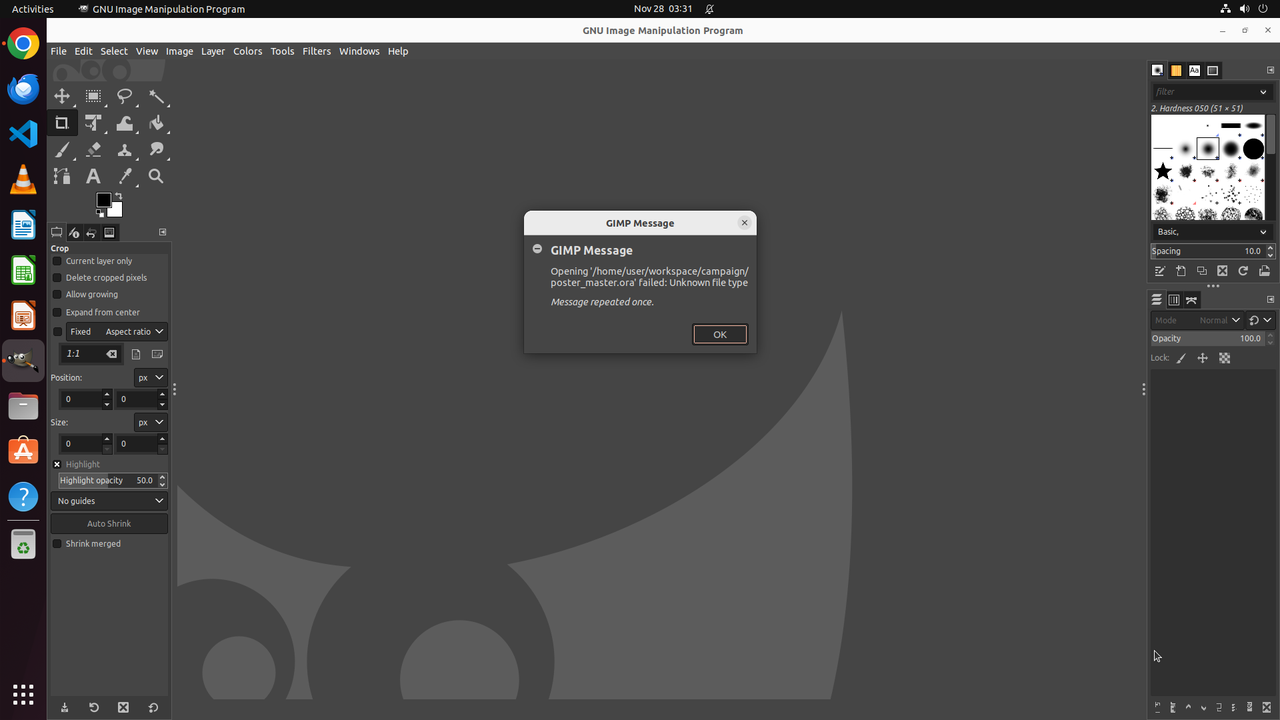 Activities
GNU Image Manipulation Program
Nov 28 03:31
GNU Image Manipulation Program
File Edit Select View Image Layer Colors Tools Filters Windows Help
filter
2. Hardness 050 (51 × 51)
Basic,
Spacing 10.0
Mode Normal
Opacity 100.0
Lock:
Crop
Current layer only
Delete cropped pixels
Allow growing
Expand from center
Fixed Aspect ratio
1:1
Position: px
0 0
Size: px
0 0
Highlight
Highlight opacity 50.0
No guides
Auto Shrink
Shrink merged
GIMP Message
GIMP Message
Opening '/home/user/workspace/campaign/
poster_master.ora' failed: Unknown file type
Message repeated once.
OK